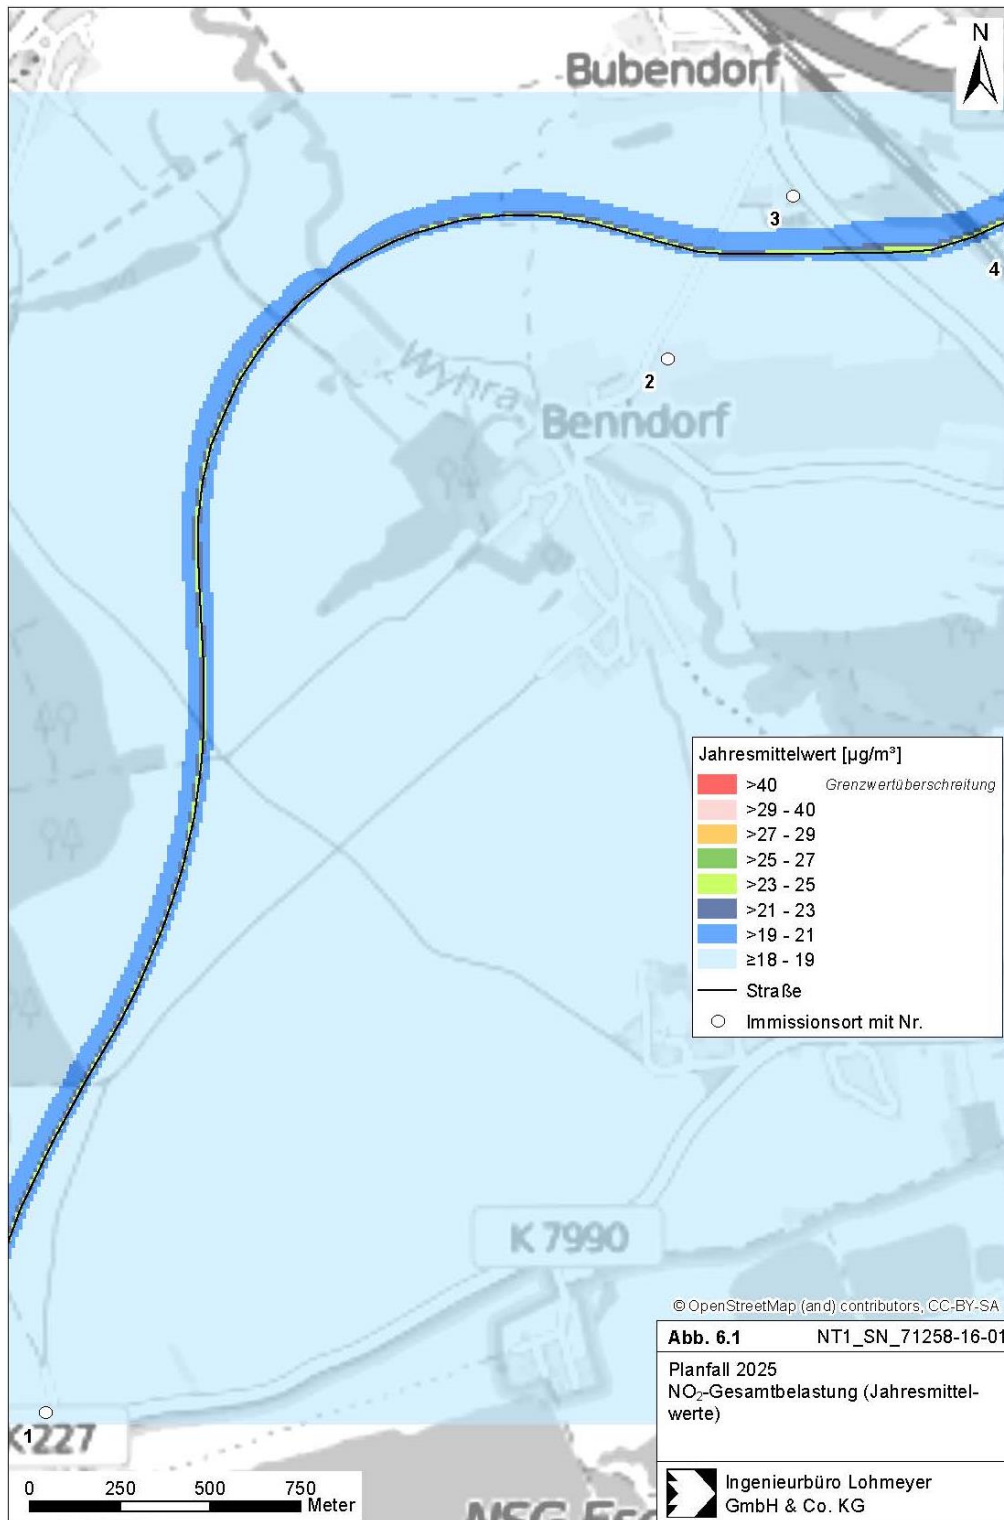 N
Bubendorf
3
4
Wyhra
2
Benndorf
Jahresmittelwert [µg/m³]
>40 Grenzwertüberschreitung
>29 - 40
>27 - 29
>25 - 27
>23 - 25
>21 - 23
>19 - 21
≥18 - 19
Straße
Immissionsort mit Nr.
K 7990
© OpenStreetMap (and) contributors, CC-BY-SA
Abb. 6.1 NT1_SN_71258-16-01
Planfall 2025
NO₂-Gesamtbelastung (Jahresmittel-
werte)
1
K 227
0 250 500 750
Meter
NSG
Ingenieurbüro Lohmeyer
GmbH & Co. KG